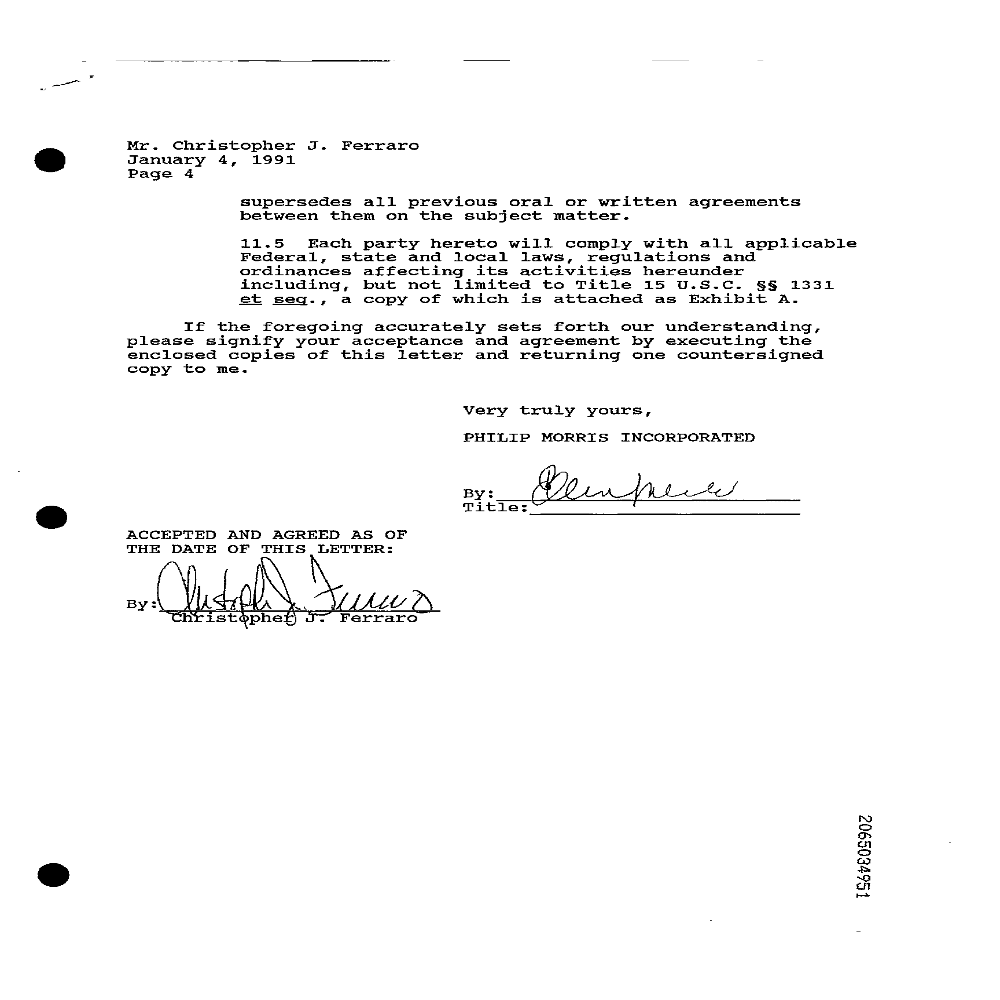 Mr. Christopher J. Ferraro
January 4, 1991
Page 4
supersedes all previous oral or written agreements
between them on the subject matter.
11.5 Each party hereto will comply with all applicable
Federal, state and local laws, regulations and
ordinances affecting its activities hereunder
including, but not limited to Title 15 U.S.C. §§ 1331
et seq., a copy of which is attached as Exhibit A.
If the foregoing accurately sets forth our understanding,
please signify your acceptance and agreement by executing the
enclosed copies of this letter and returning one countersigned
copy to me.
Very truly yours,
PHILIP MORRIS INCORPORATED
By:
Title:
ACCEPTED AND AGREED AS OF
THE DATE OF THIS LETTER:
By: Christopher J. Ferraro
Christopher J. Ferraro
2065034951